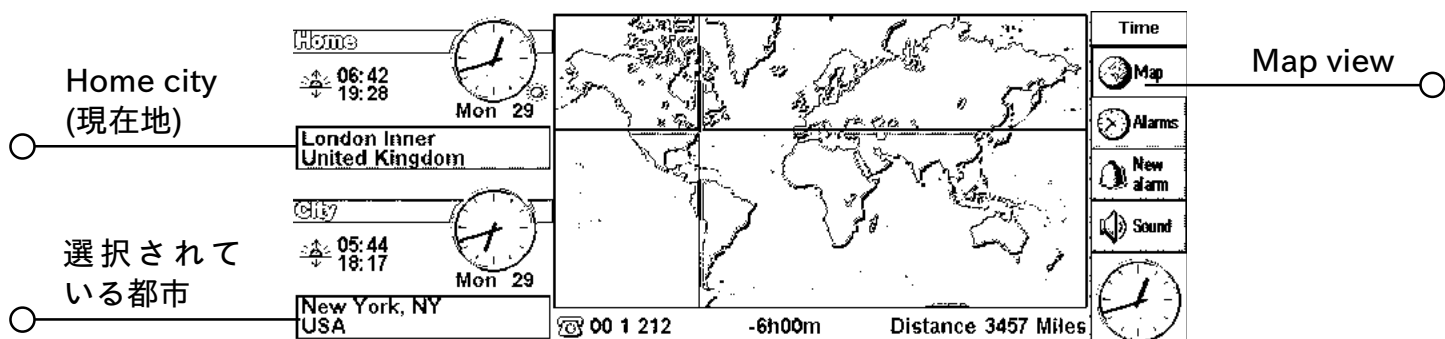 Home city
(現在地)
選択されて
いる都市
Home
06:42
19:28
Mon 29
London Inner
United Kingdom
City
05:44
18:17
Mon 29
New York, NY
USA
00 1 212
-6h00m
Distance 3457 Miles
Time
Map
Alarms
New
alarm
Sound
Map view